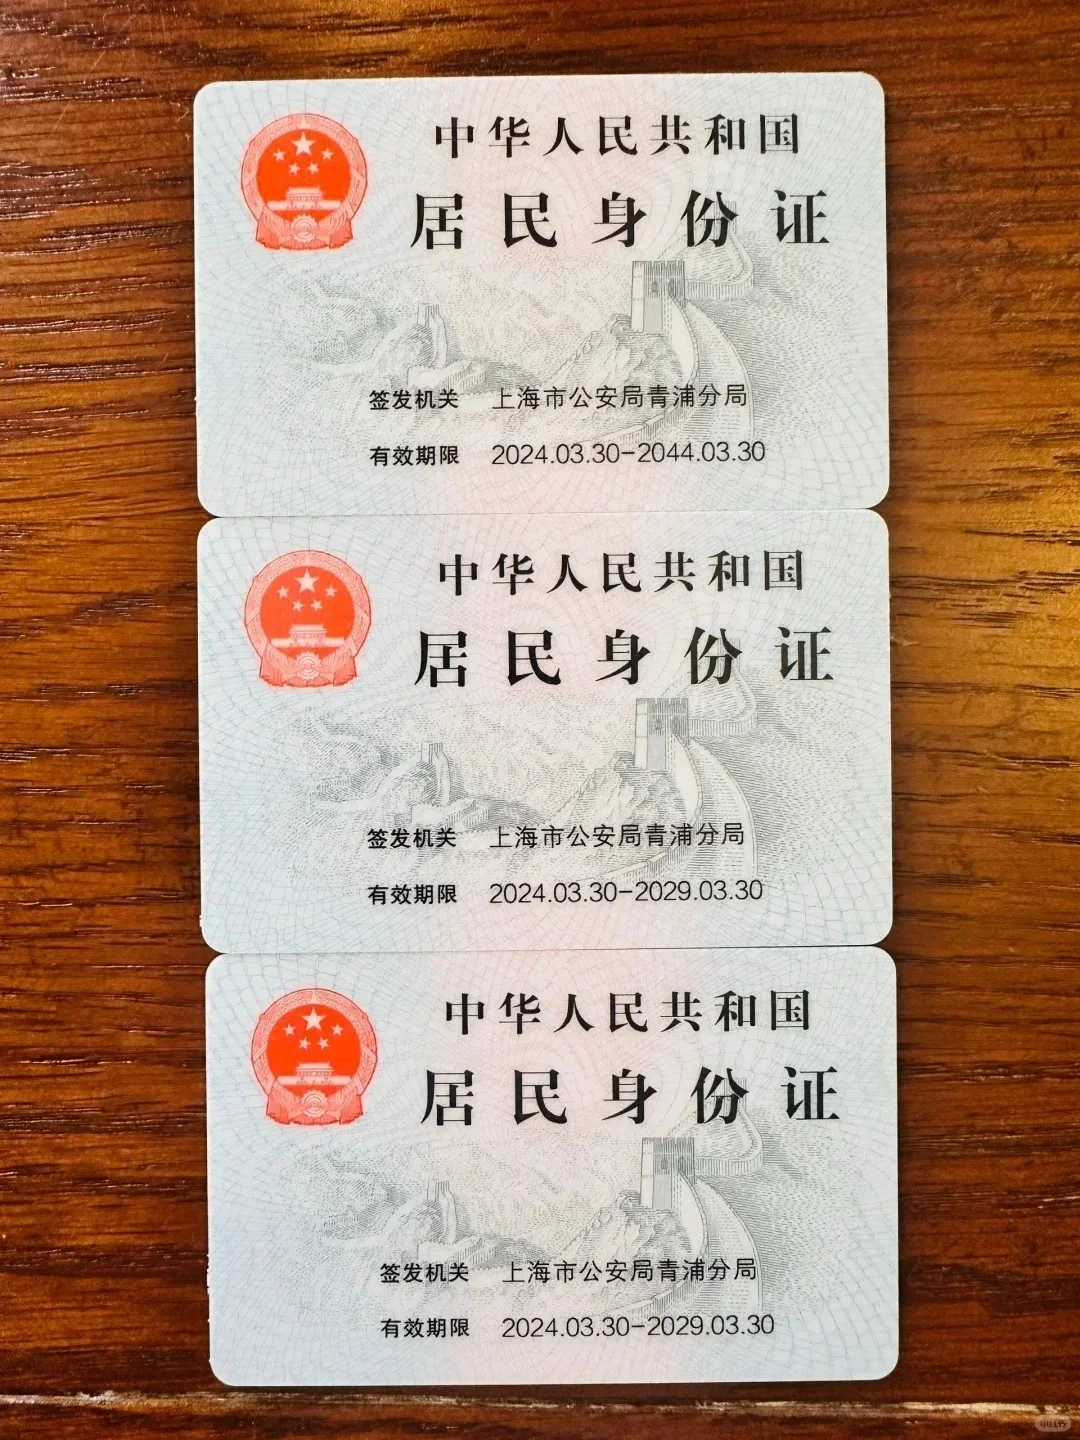 中华人民共和国
居民身份证
签发机关 上海市公安局青浦分局
有效期限 2024.03.30-2044.03.30
中华人民共和国
居民身份证
签发机关 上海市公安局青浦分局
有效期限 2024.03.30-2029.03.30
中华人民共和国
居民身份证
签发机关 上海市公安局青浦分局
有效期限 2024.03.30-2029.03.30
小红书